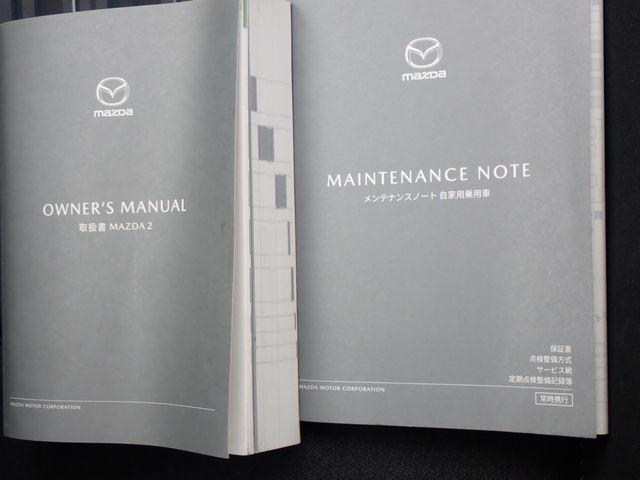 mazda
OWNER'S MANUAL
取扱書 MAZDA2
MAZDA MOTOR CORPORATION
mazda
MAINTENANCE NOTE
メンテナンスノート 自家用乗用車
保証書
点検整備方式
サービス網
定期点検整備記録簿
常時携行
MAZDA MOTOR CORPORATION